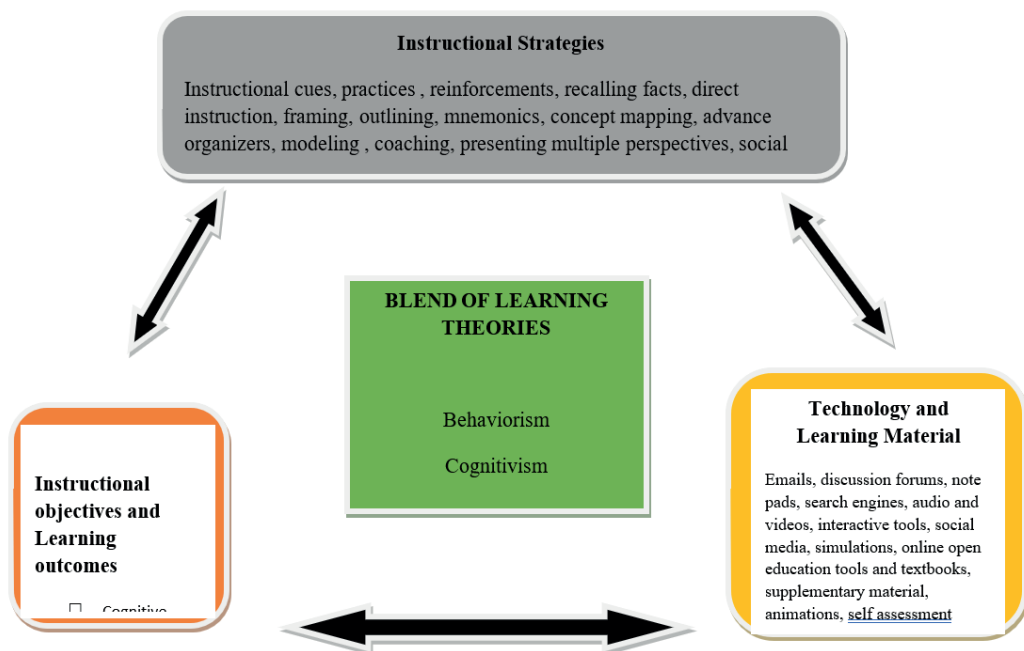 Instructional Strategies
Instructional cues, practices , reinforcements, recalling facts, direct
instruction, framing, outlining, mnemonics, concept mapping, advance
organizers, modeling , coaching, presenting multiple perspectives, social
BLEND OF LEARNING
THEORIES
Behaviorism
Cognitivism
Instructional
objectives and
Learning
outcomes
☐ Cognitive
Technology and
Learning Material
Emails, discussion forums, note
pads, search engines, audio and
videos, interactive tools, social
media, simulations, online open
education tools and textbooks,
supplementary material,
animations, self assessment